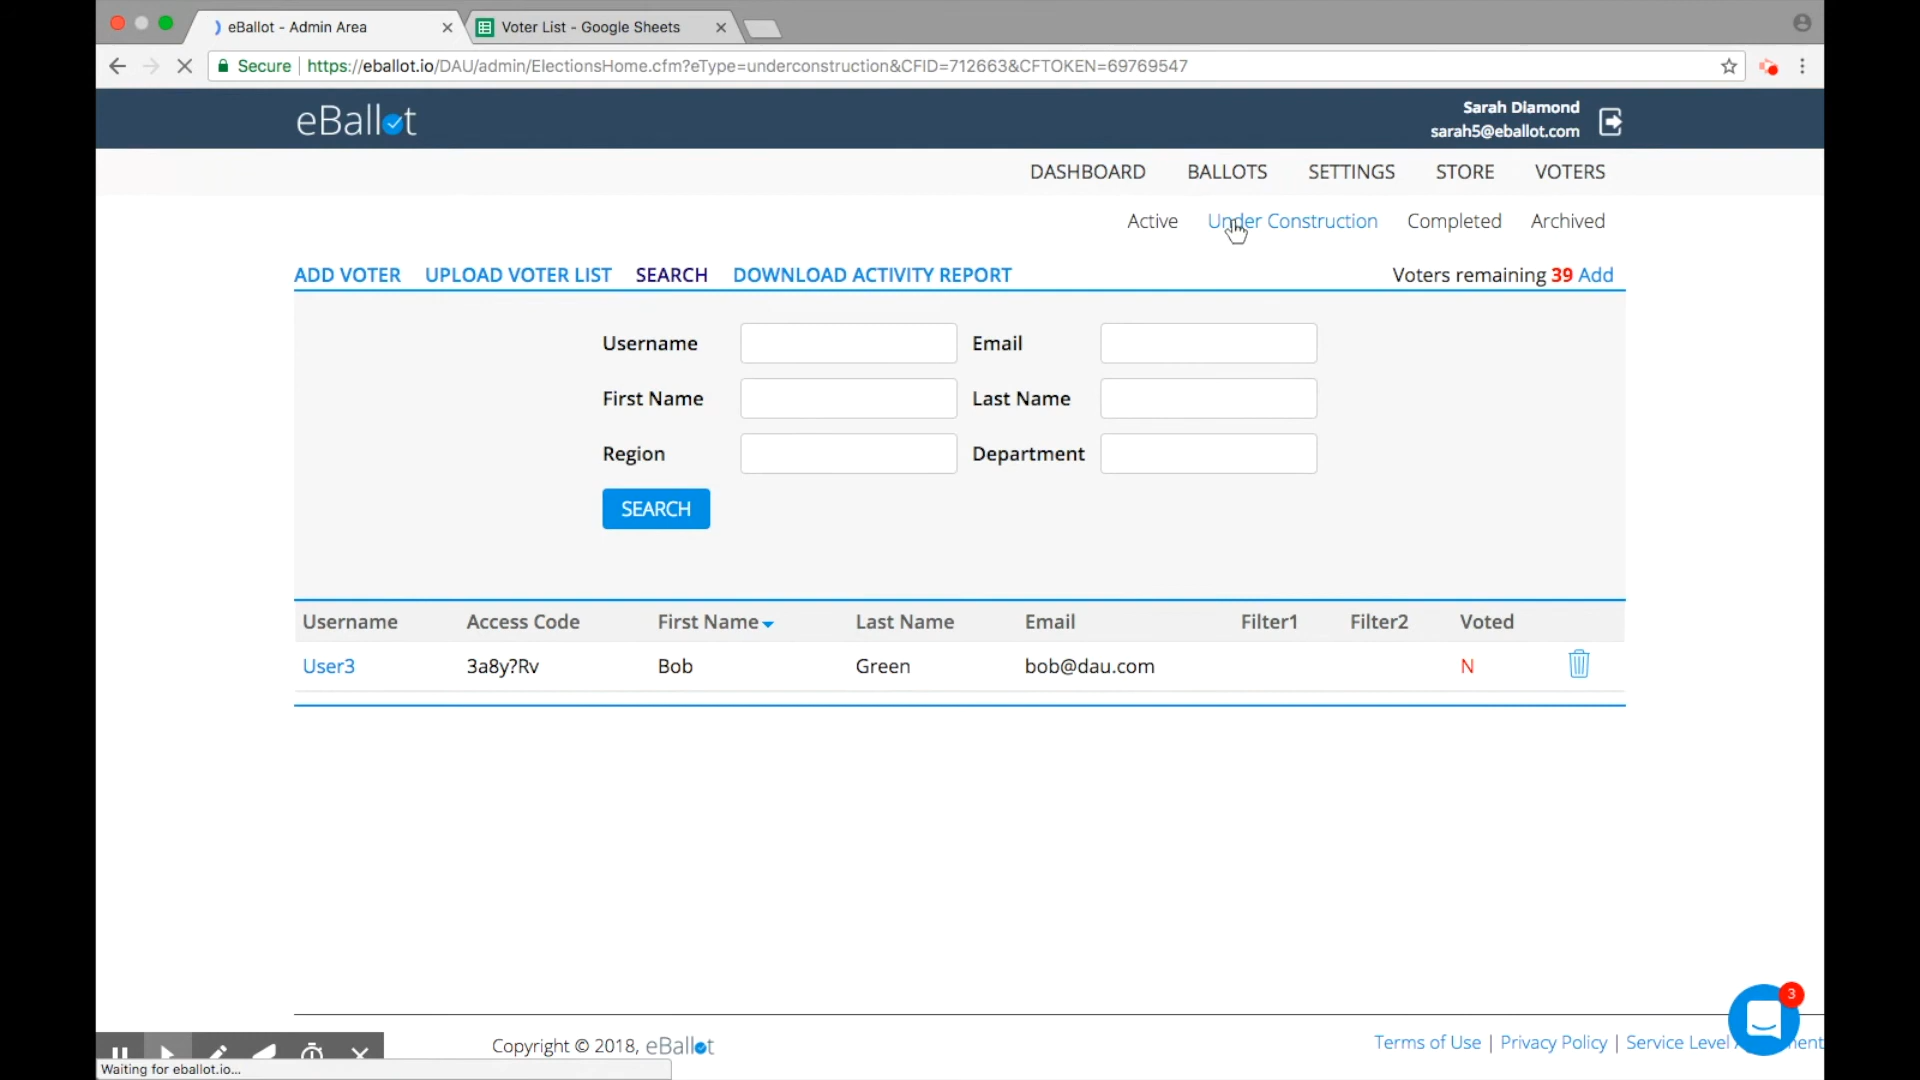 eBallot - Admin Area
Voter List - Google Sheets
Secure
https://eballot.io/DAU/admin/ElectionsHome.cfm?eType=underconstruction&CFID=712663&CFTOKEN=69769547
eBallot
Sarah Diamond
sarah5@eballot.com
DASHBOARD BALLOTS SETTINGS STORE VOTERS
Active Under Construction Completed Archived
ADD VOTER UPLOAD VOTER LIST SEARCH DOWNLOAD ACTIVITY REPORT Voters remaining 39 Add
Username Email
First Name Last Name
Region Department
SEARCH
Username Access Code First Name Last Name Email Filter1 Filter2 Voted
User3 3a8y?Rv Bob Green bob@dau.com N
3
Copyright © 2018, eBallot
Terms of Use | Privacy Policy | Service Level
Waiting for eballot.io...